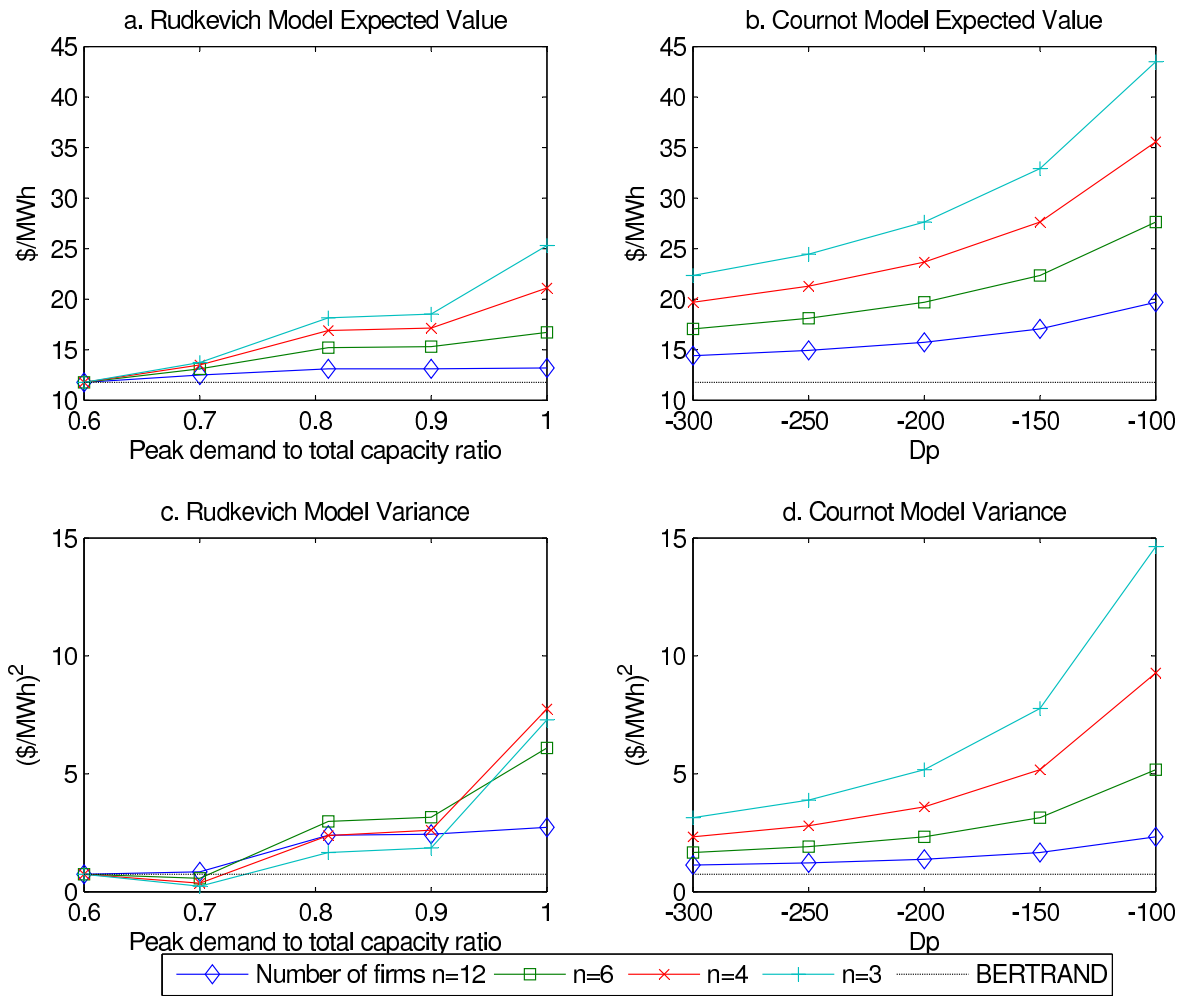 a. Rudkevich Model Expected Value
45
40
35
30
25
20
15
10
$/MWh
0.6 0.7 0.8 0.9 1
Peak demand to total capacity ratio
b. Cournot Model Expected Value
45
40
35
30
25
20
15
10
$/MWh
-300 -250 -200 -150 -100
Dp
c. Rudkevich Model Variance
15
10
5
0
($/MWh)²
0.6 0.7 0.8 0.9 1
Peak demand to total capacity ratio
d. Cournot Model Variance
15
10
5
0
($/MWh)²
-300 -250 -200 -150 -100
Dp
Number of firms n=12 n=6 n=4 n=3 BERTRAND